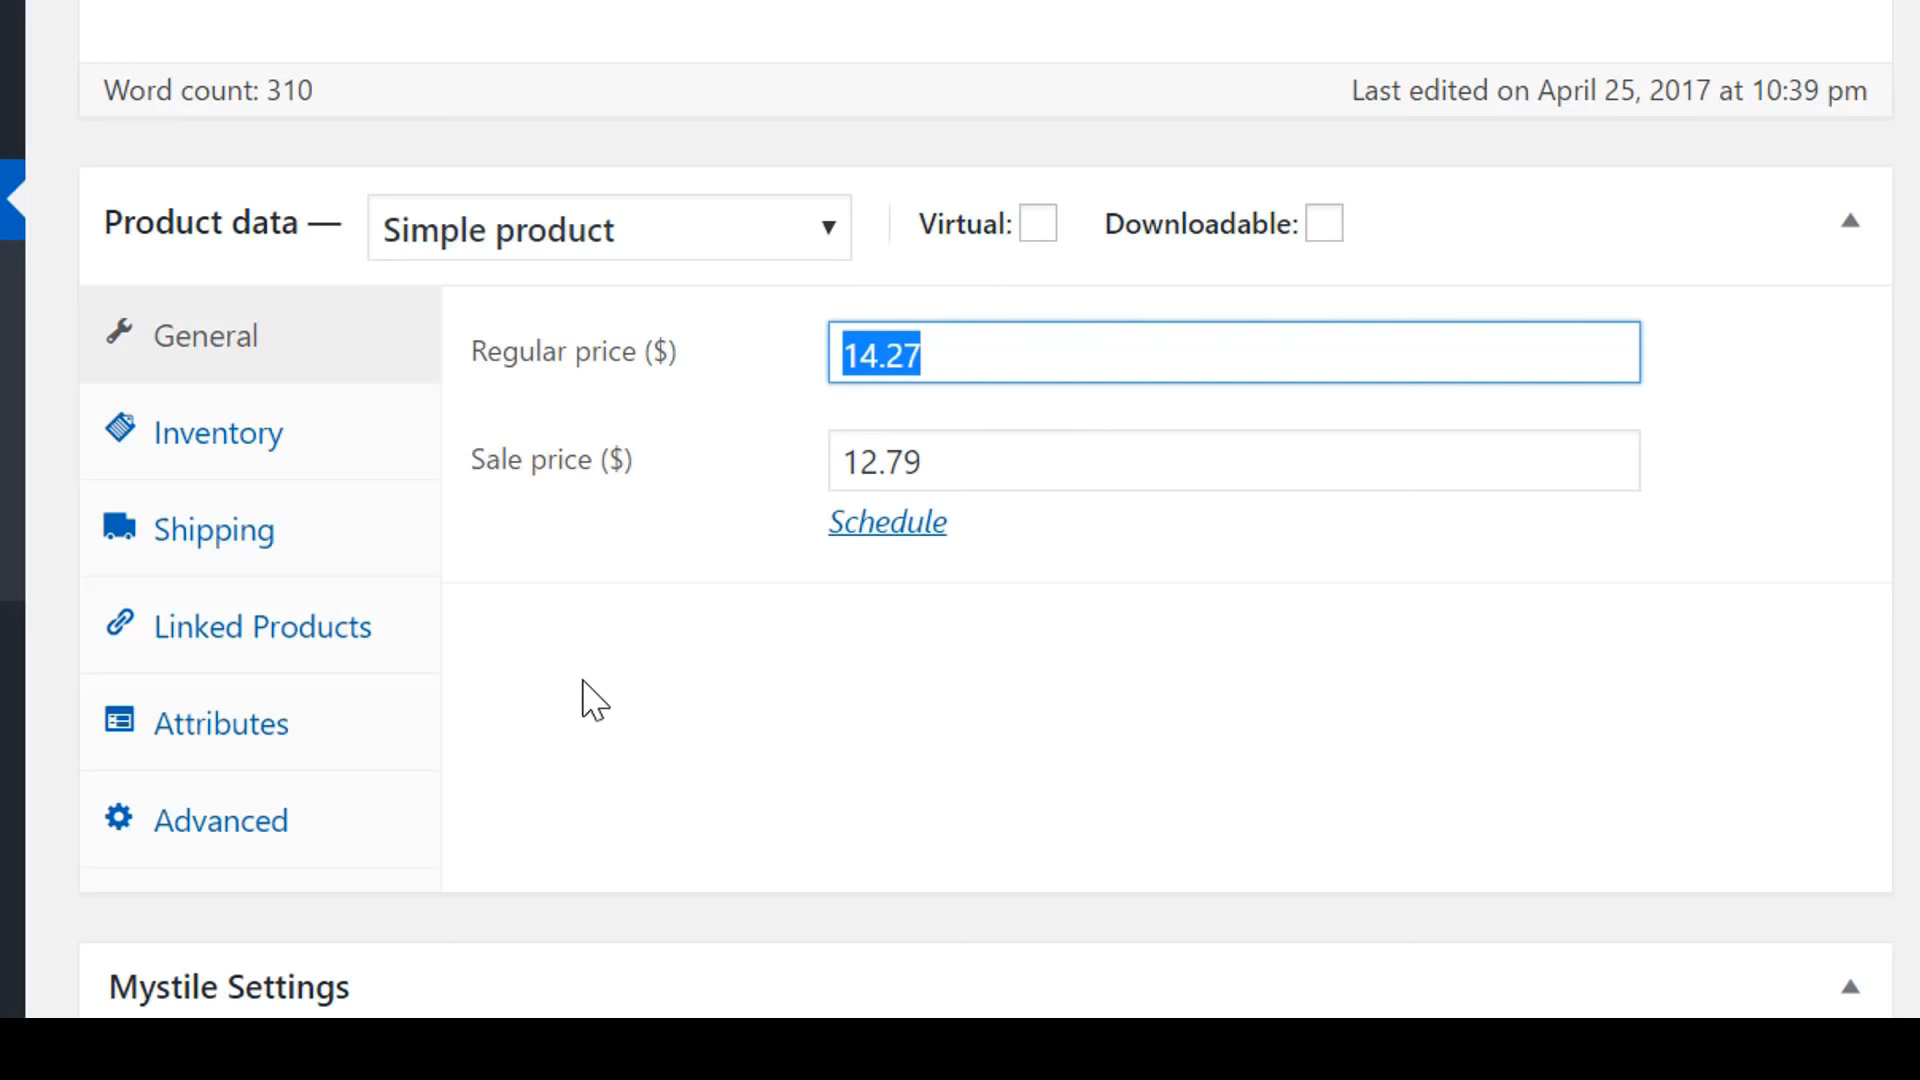 Word count: 310
Last edited on April 25, 2017 at 10:39 pm
Product data —
Simple product
Virtual:
Downloadable:
General
Regular price ($)
14.27
Inventory
Sale price ($)
12.79
Schedule
Shipping
Linked Products
Attributes
Advanced
Mystile Settings